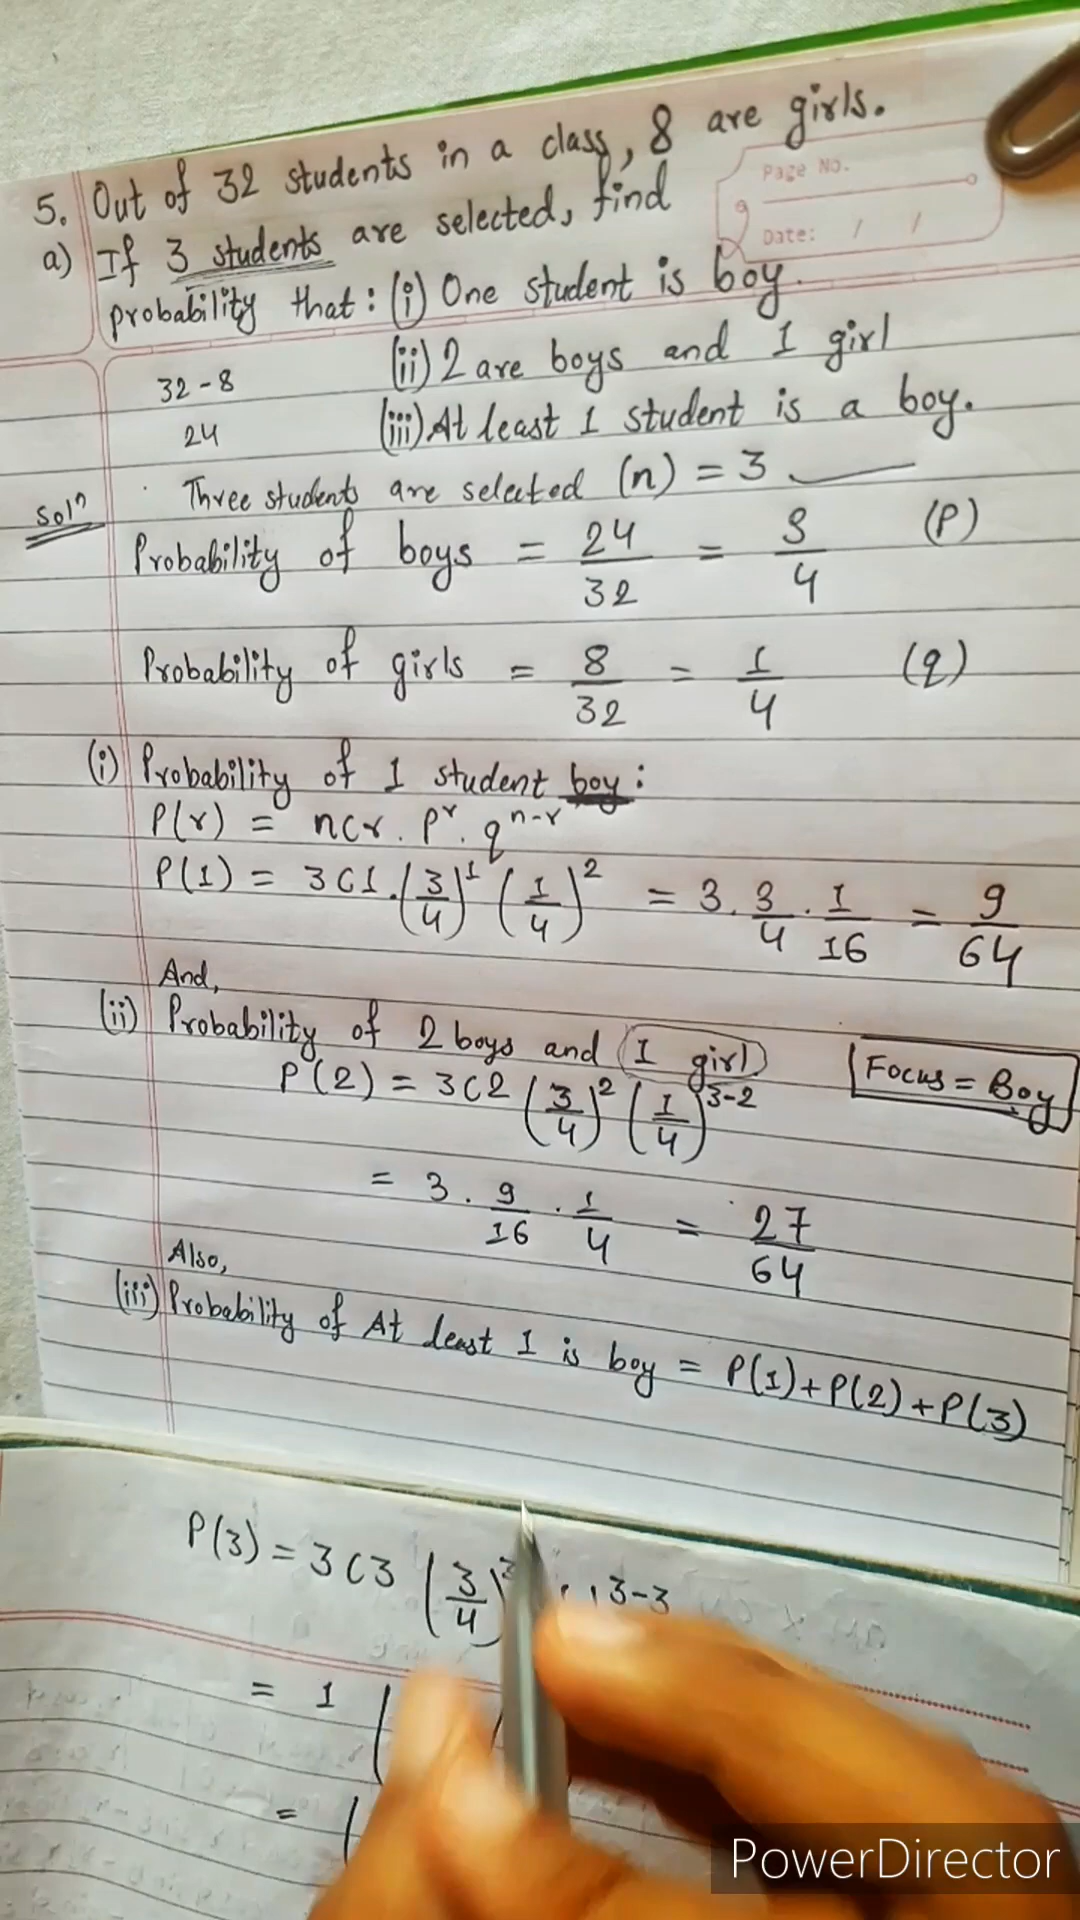 5. Out of 32 students in a class, 8 are girls.
Page No.
Date: / /
a) If 3 students are selected, find
probability that: (i) One student is boy.
(ii) 2 are boys and 1 girl
32-8
(iii) At least 1 student is a boy.
24
Soln
Three students are selected (n) = 3
Probability of boys = 24/32 = 3/4 (P)
Probability of girls = 8/32 = 1/4 (q)
(i) Probability of 1 student boy:
P(r) = ncr. p^r. q^n-r
P(1) = 3C1. (3/4)^1 (1/4)^2 = 3. 3/4 . 1/16 = 9/64
And,
(ii) Probability of 2 boys and 1 girl
Focus = Boy
P(2) = 3C2 (3/4)^2 (1/4)^3-2
= 3 . 9/16 . 1/4 = 27/64
Also,
(iii) Probability of At least 1 is boy = P(1)+P(2)+P(3)
P(3) = 3C3 (3/4) 3-3
= 1 (
= (
PowerDirector